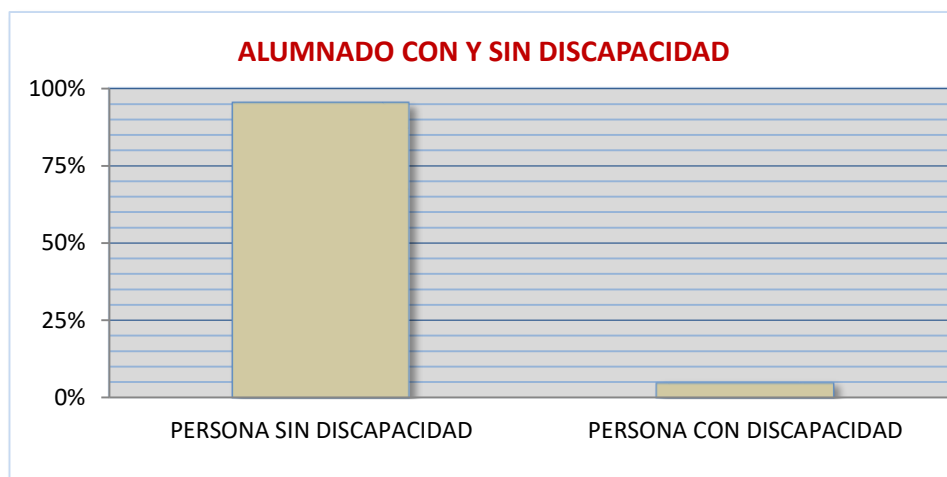 ALUMNADO CON Y SIN DISCAPACIDAD
100%
75%
50%
25%
0%
PERSONA SIN DISCAPACIDAD
PERSONA CON DISCAPACIDAD